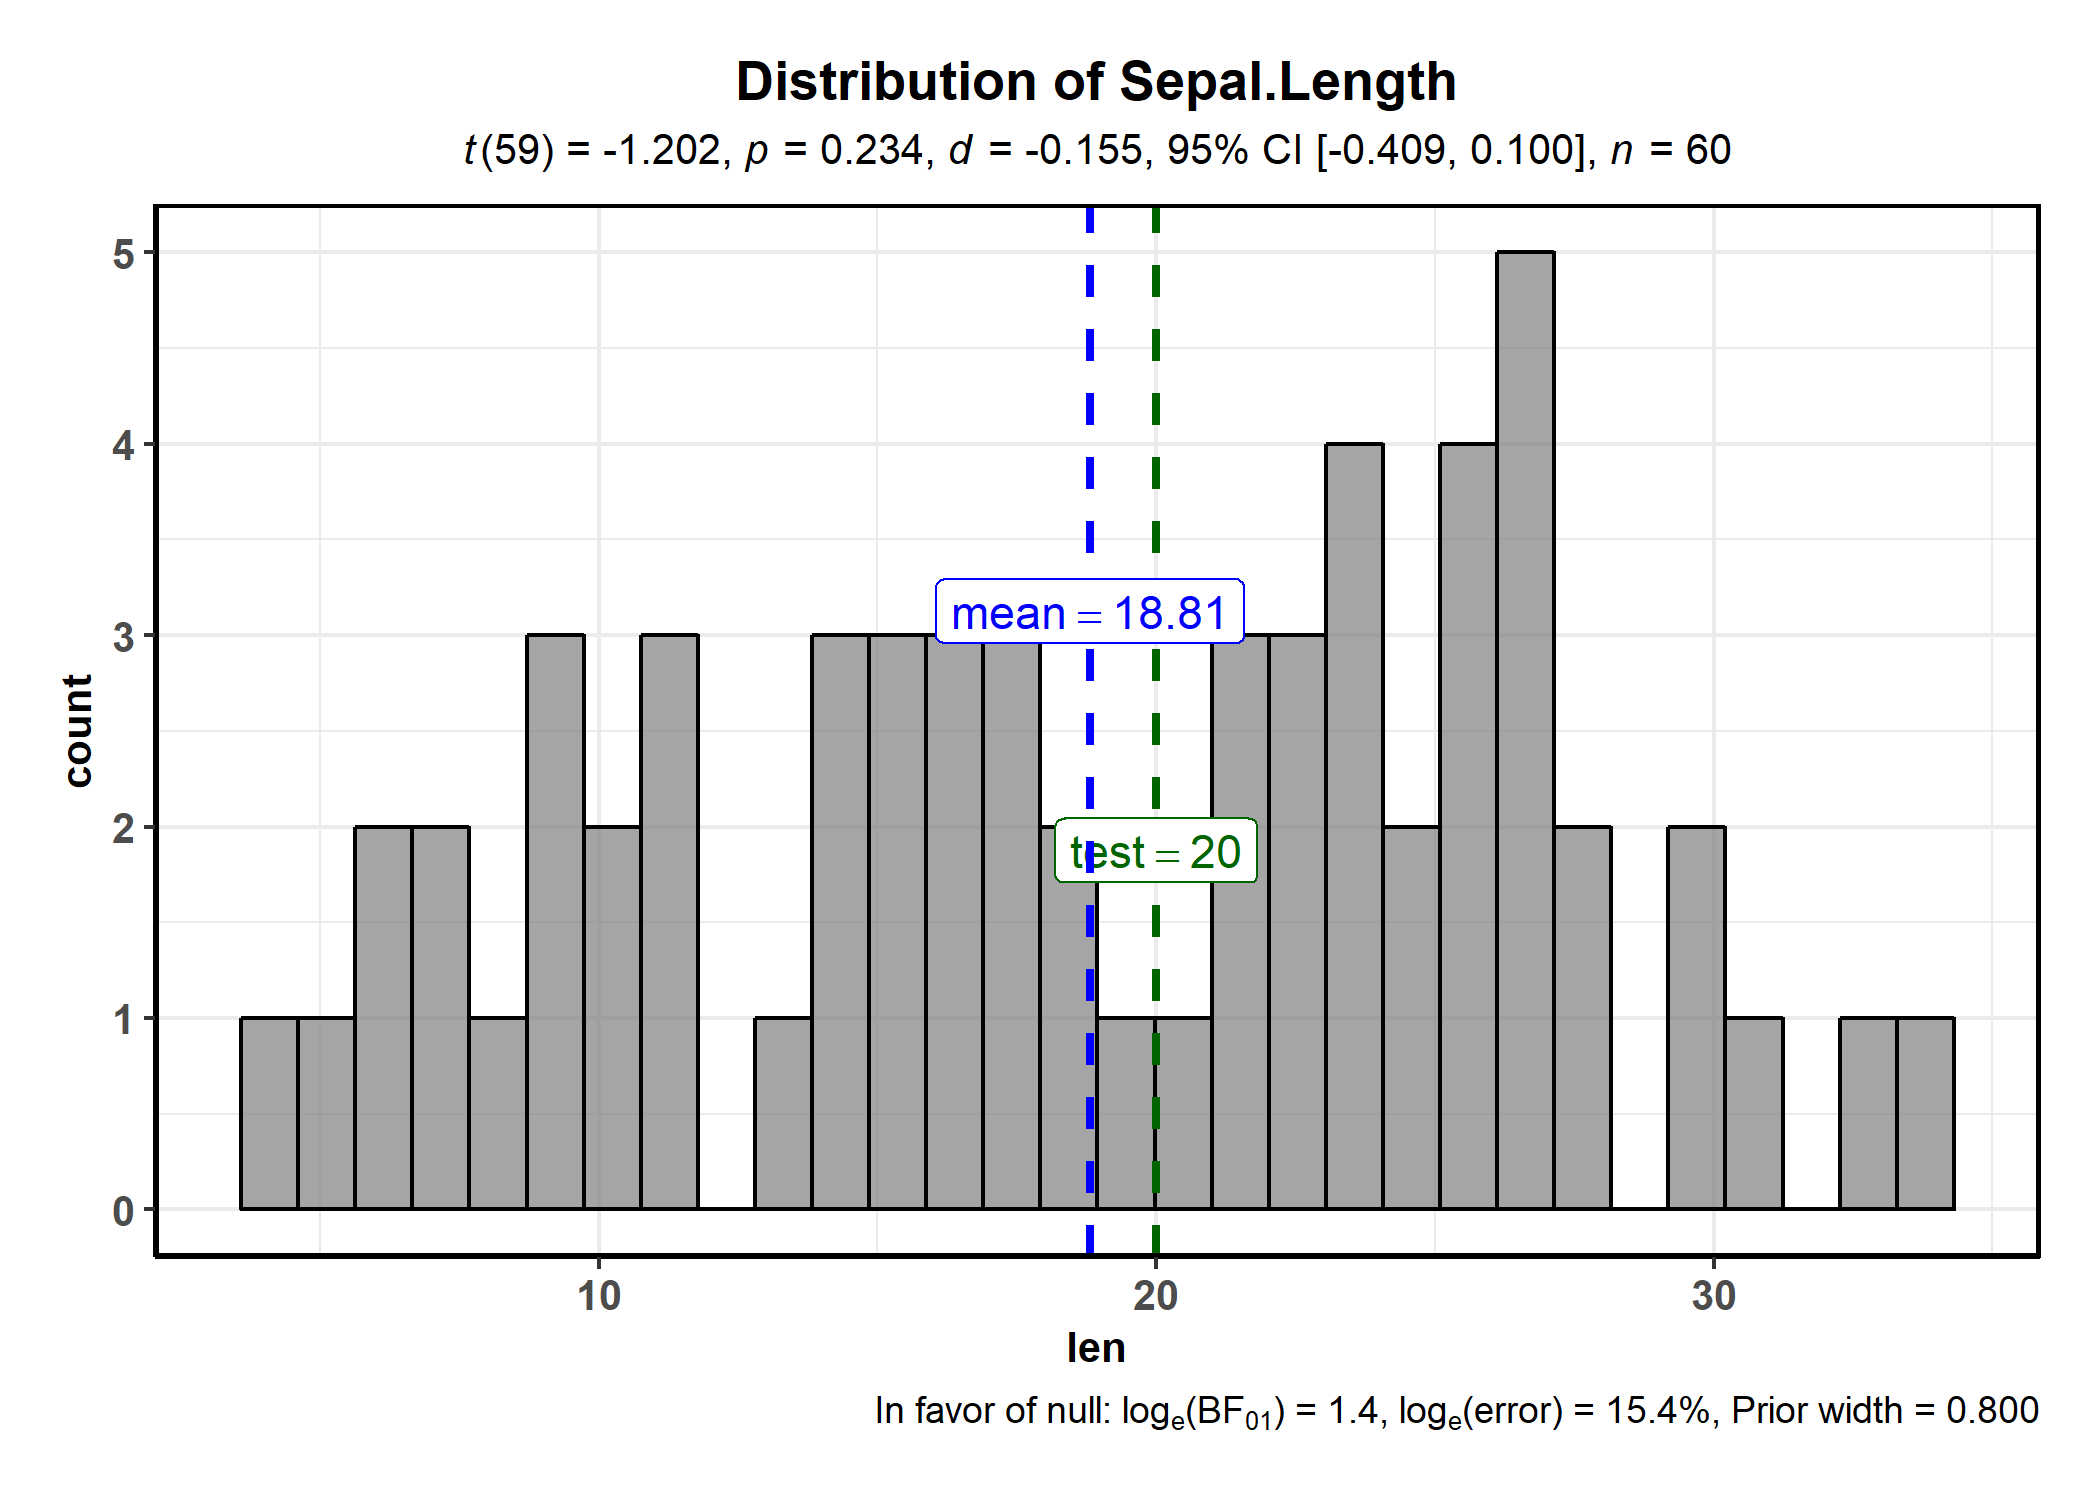 Distribution of Sepal.Length
t(59) = -1.202, p = 0.234, d = -0.155, 95% CI [-0.409, 0.100], n = 60
5
4
mean = 18.81
3
count
2
test = 20
1
0
10 20 30
len
In favor of null: logₑ(BF₀₁) = 1.4, logₑ(error) = 15.4%, Prior width = 0.800